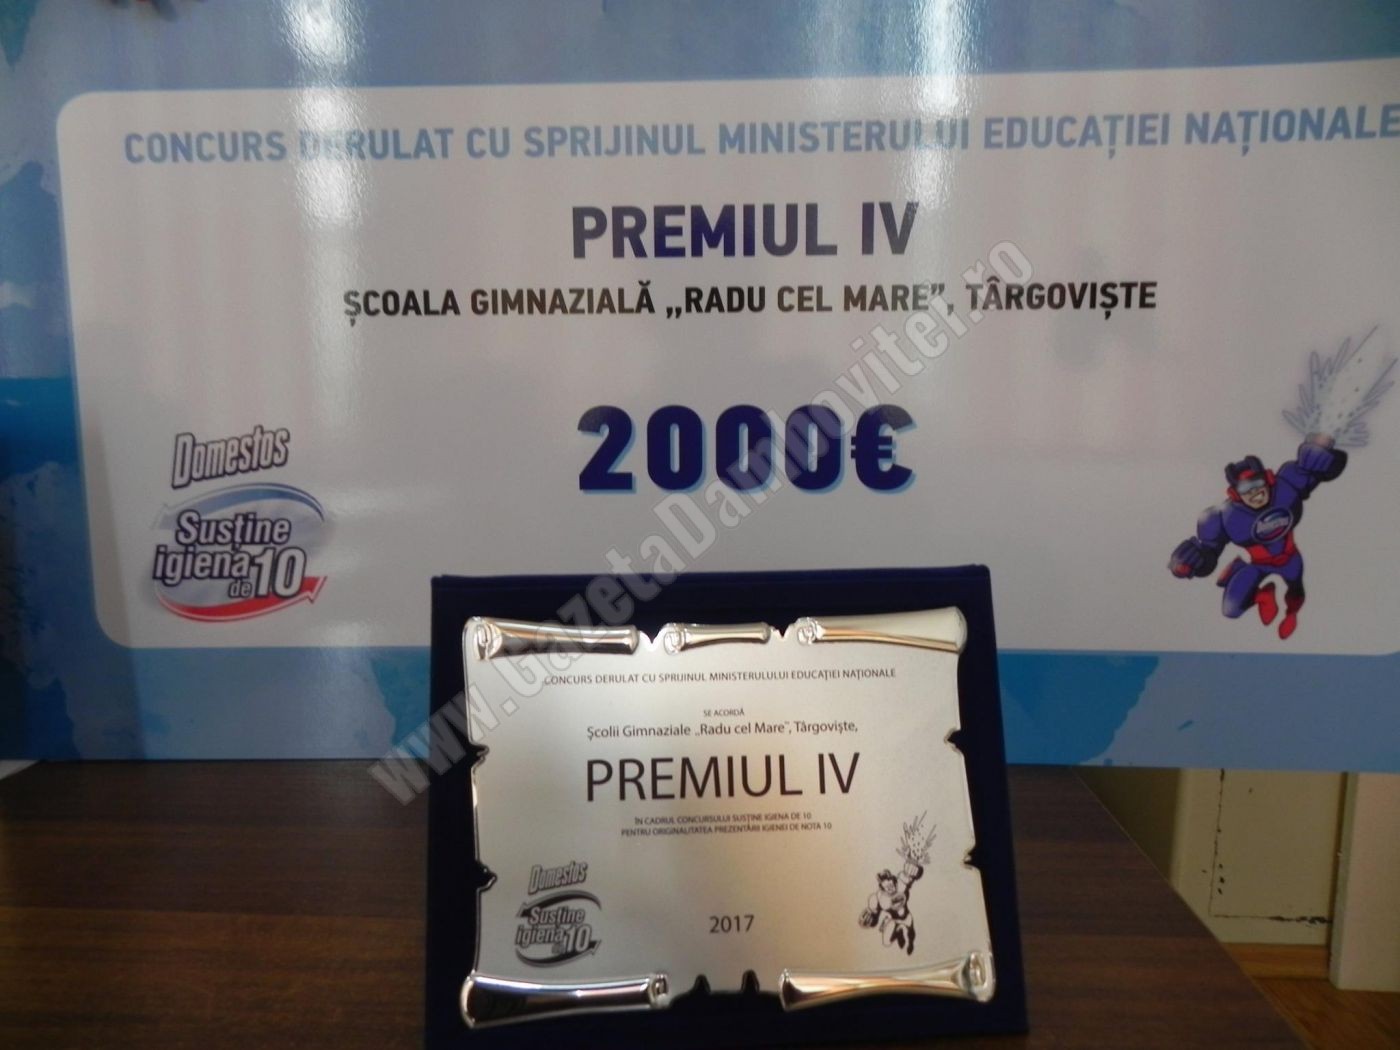 CONCURS DERULAT CU SPRIJINUL MINISTERULUI EDUCAȚIEI NAȚIONALE
PREMIUL IV
ȘCOALA GIMNAZIALĂ „RADU CEL MARE”, TÂRGOVIȘTE
2000€
Domestos
Susține
igiena
de 10
www.GazetaDambovitei.ro
CONCURS DERULAT CU SPRIJINUL MINISTERULULUI EDUCAȚIEI NAȚIONALE
SE ACORDĂ
Școlii Gimnaziale „Radu cel Mare”, Târgoviște,
PREMIUL IV
ÎN CADRUL CONCURSULUI SUSȚINE IGIENA DE 10
PENTRU ORIGINALITATEA PREZENTĂRII IGIENEI DE NOTA 10
Domestos
Susține
igiena
de 10
2017